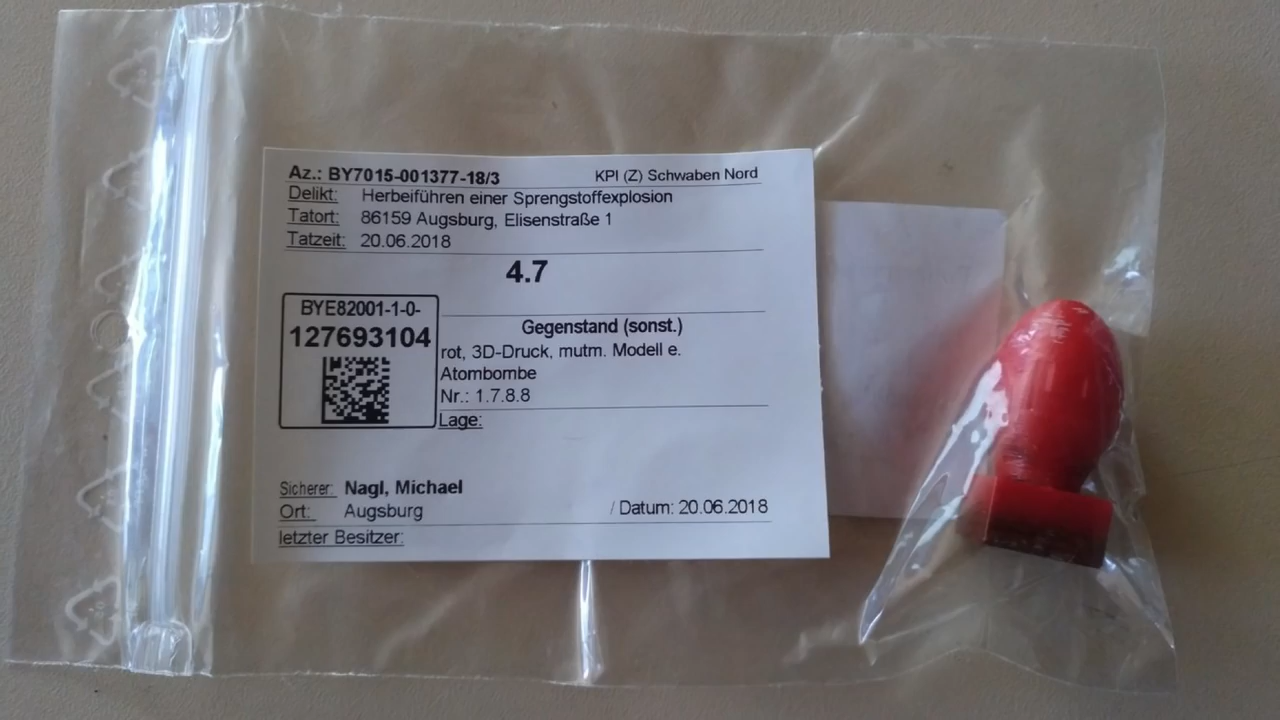 Az.: BY7015-001377-18/3 KPI (Z) Schwaben Nord
Delikt: Herbeiführen einer Sprengstoffexplosion
Tatort: 86159 Augsburg, Elisenstraße 1
Tatzeit: 20.06.2018
4.7
BYE82001-1-0-
127693104
Gegenstand (sonst.)
rot, 3D-Druck, mutm. Modell e.
Atombombe
Nr.: 1.7.8.8
Lage:
Sicherer: Nagl, Michael
Ort: Augsburg / Datum: 20.06.2018
letzter Besitzer: